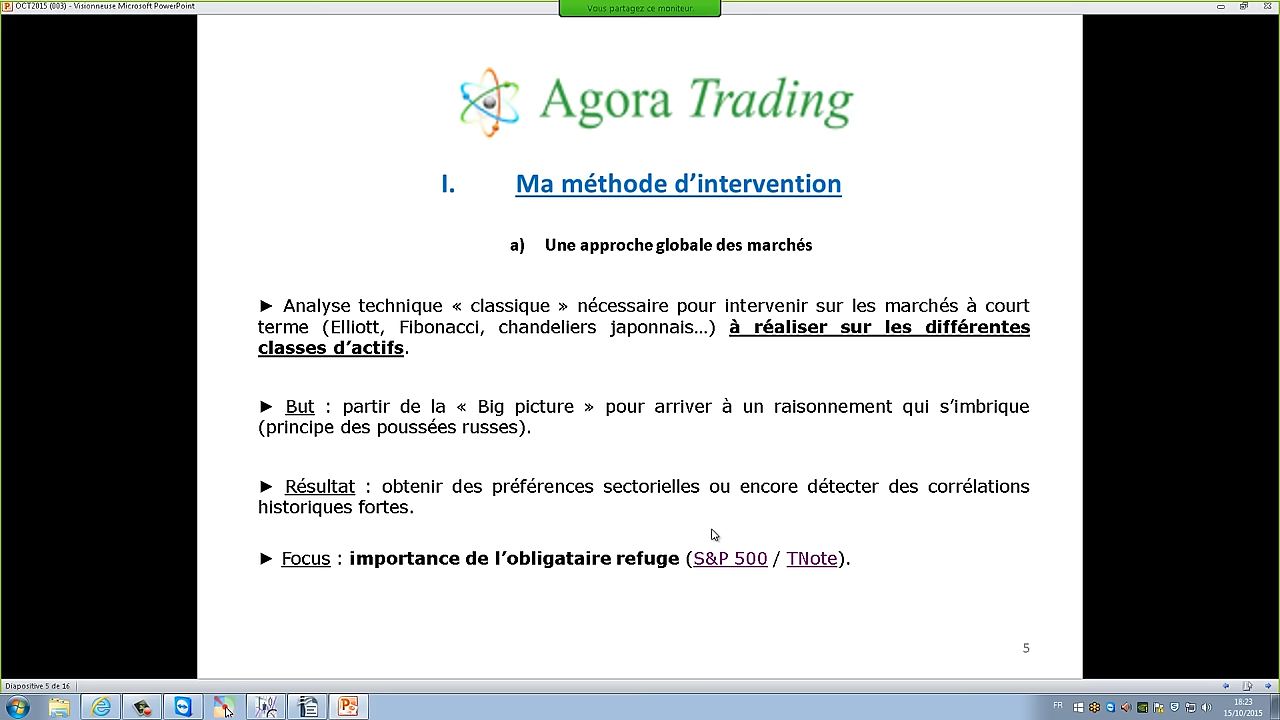 OCT2015 (003) - Visionneuse Microsoft PowerPoint
Vous partagez ce moniteur.
Agora Trading
I. Ma méthode d’intervention
a) Une approche globale des marchés
► Analyse technique « classique » nécessaire pour intervenir sur les marchés à court
terme (Elliott, Fibonacci, chandeliers japonnais…) à réaliser sur les différentes
classes d’actifs.
► But : partir de la « Big picture » pour arriver à un raisonnement qui s’imbrique
(principe des poussées russes).
► Résultat : obtenir des préférences sectorielles ou encore détecter des corrélations
historiques fortes.
► Focus : importance de l’obligataire refuge (S&P 500 / TNote).
5
Diapositive 5 de 16
FR
18:23
15/10/2015